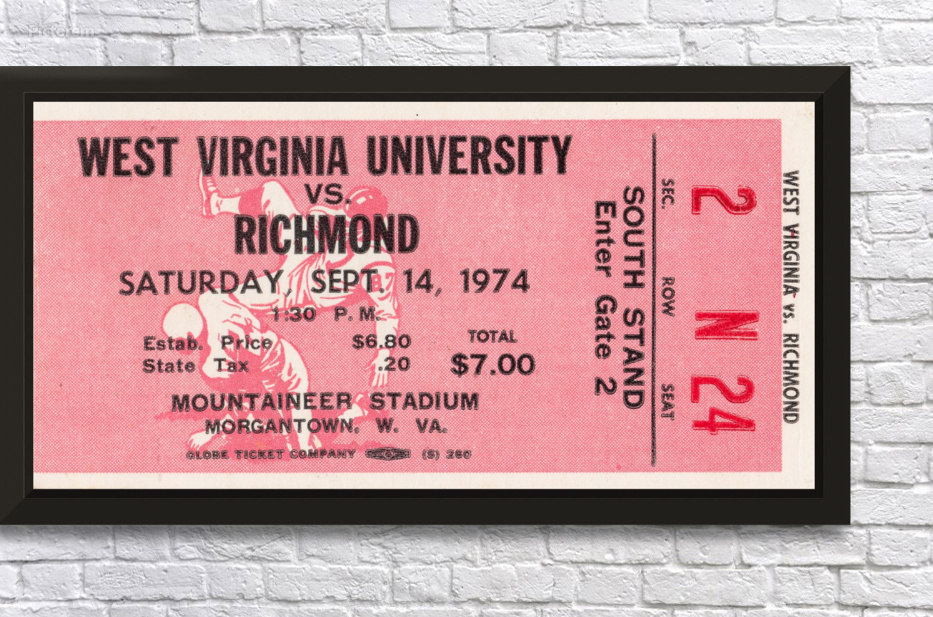 WEST VIRGINIA UNIVERSITY
VS.
RICHMOND
SATURDAY, SEPT. 14, 1974
1:30 P.M.
Estab. Price $6.80
State Tax .20
TOTAL
$7.00
MOUNTAINEER STADIUM
MORGANTOWN, W. VA.
GLOBE TICKET COMPANY (S) 260
SOUTH STAND
Enter Gate 2
SEC. ROW SEAT
2 N 24
WEST VIRGINIA vs. RICHMOND